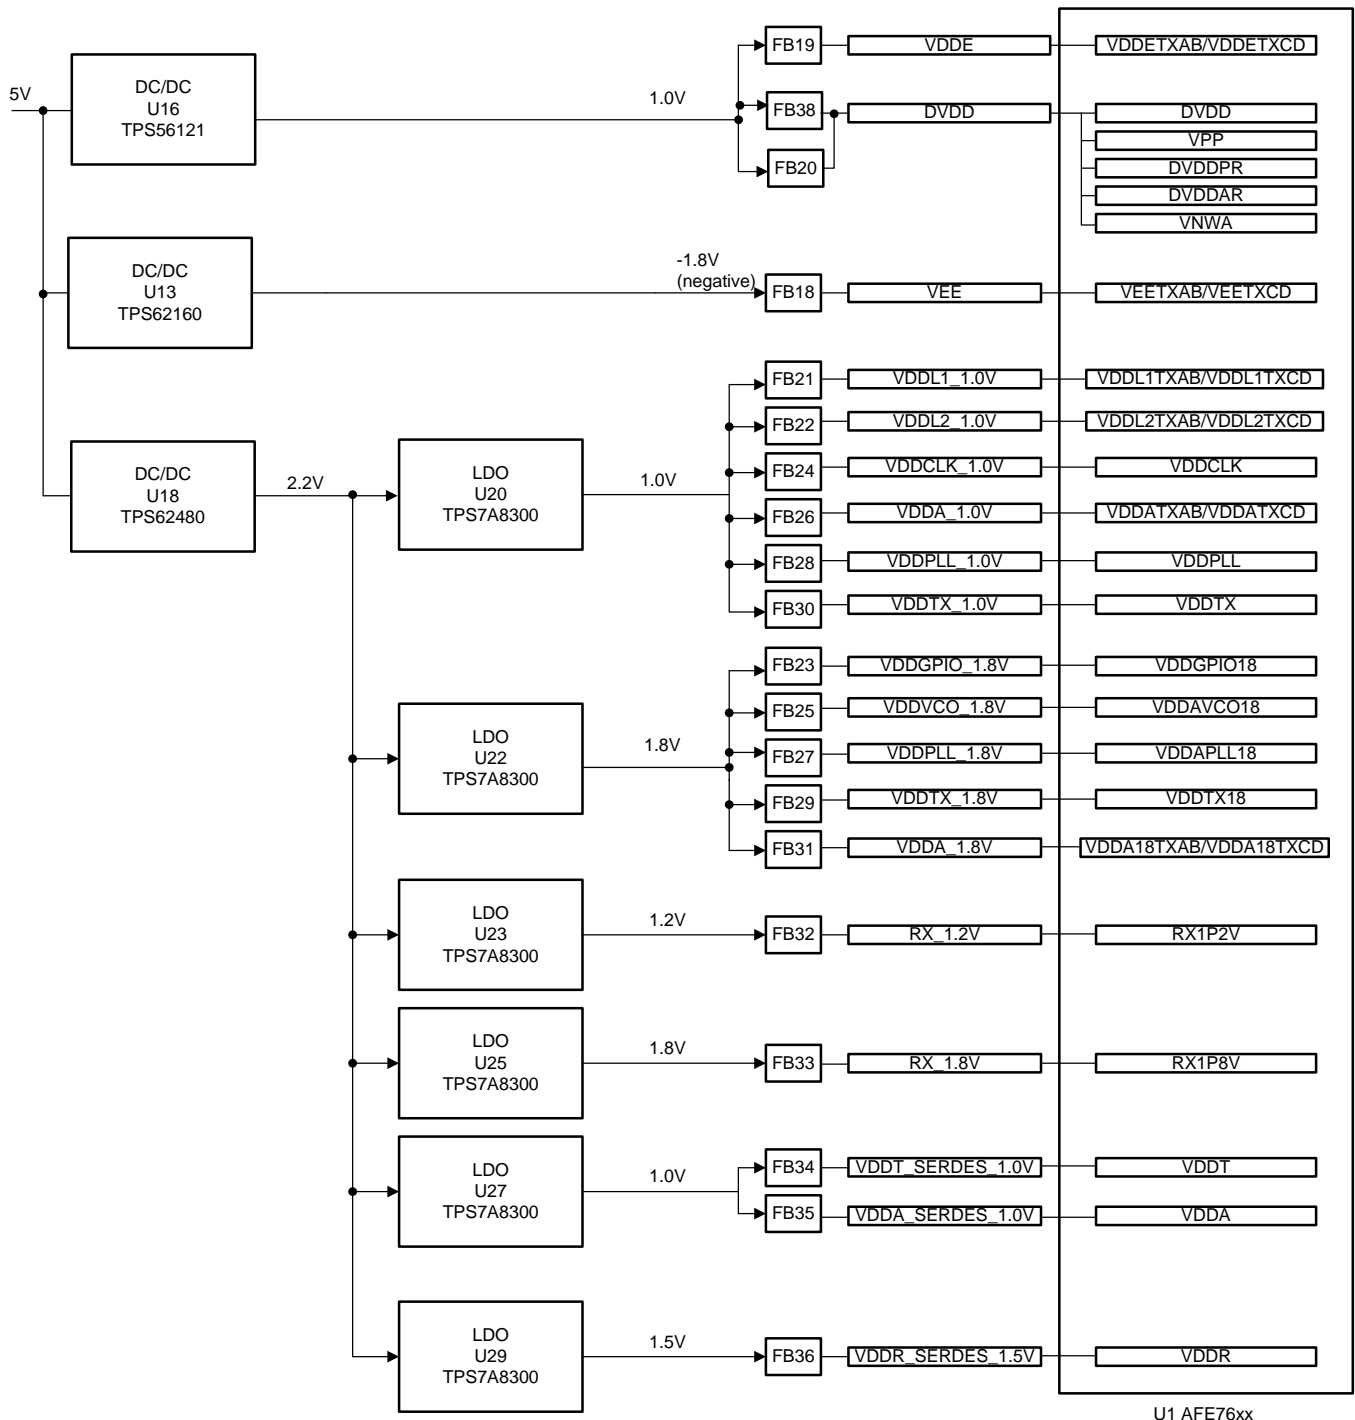 FB19
VDDE
VDDETXAB/VDDETXCD
5V
DC/DC
U16
TPS56121
1.0V
FB38
DVDD
DVDD
VPP
FB20
DVDDPR
DVDDAR
VNWA
DC/DC
U13
TPS62160
-1.8V
(negative)
FB18
VEE
VEETXAB/VEETXCD
FB21
VDDL1_1.0V
VDDL1TXAB/VDDL1TXCD
FB22
VDDL2_1.0V
VDDL2TXAB/VDDL2TXCD
DC/DC
U18
TPS62480
2.2V
LDO
U20
TPS7A8300
1.0V
FB24
VDDCLK_1.0V
VDDCLK
FB26
VDDA_1.0V
VDDATXAB/VDDATXCD
FB28
VDDPLL_1.0V
VDDPLL
FB30
VDDTX_1.0V
VDDTX
FB23
VDDGPIO_1.8V
VDDGPIO18
FB25
VDDVCO_1.8V
VDDAVCO18
LDO
U22
TPS7A8300
1.8V
FB27
VDDPLL_1.8V
VDDAPLL18
FB29
VDDTX_1.8V
VDDTX18
FB31
VDDA_1.8V
VDDA18TXAB/VDDA18TXCD
LDO
U23
TPS7A8300
1.2V
FB32
RX_1.2V
RX1P2V
LDO
U25
TPS7A8300
1.8V
FB33
RX_1.8V
RX1P8V
LDO
U27
TPS7A8300
1.0V
FB34
VDDT_SERDES_1.0V
VDDT
FB35
VDDA_SERDES_1.0V
VDDA
LDO
U29
TPS7A8300
1.5V
FB36
VDDR_SERDES_1.5V
VDDR
U1 AFE76xx